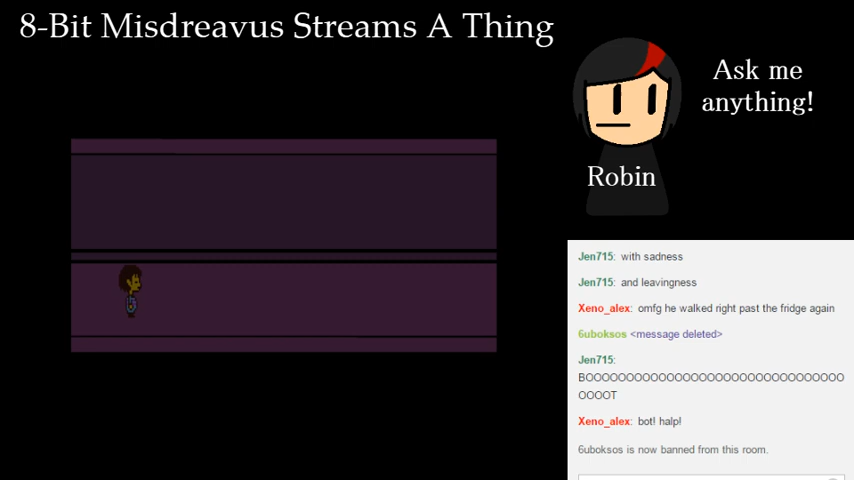 8-Bit Misdreavus Streams A Thing
Ask me
anything!
Robin
Jen715: with sadness
Jen715: and leavingness
Xeno_alex: omfg he walked right past the fridge again
6uboksos <message deleted>
Jen715:
BOOOOOOOOOOOOOOOOOOOOOOOOOOOOOOO
OOOOT
Xeno_alex: bot! halp!
6uboksos is now banned from this room.